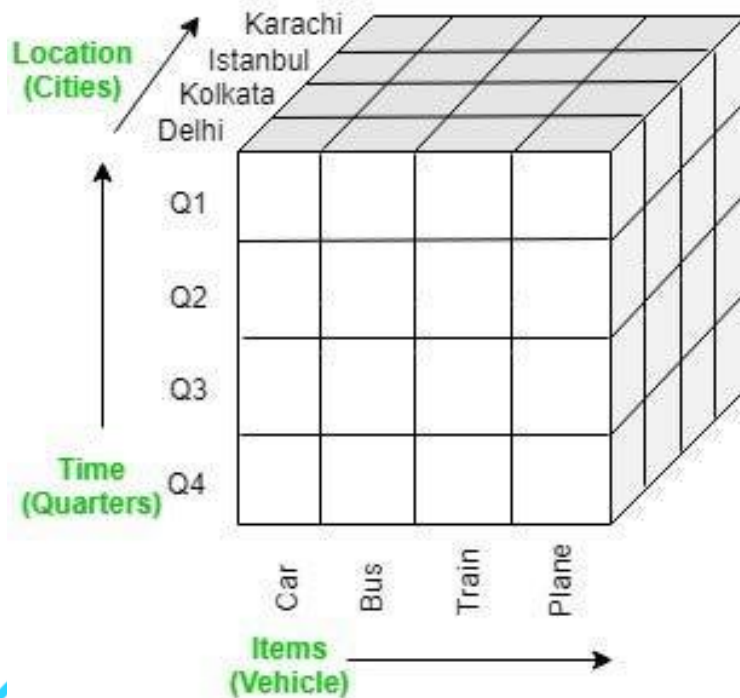 Karachi
Location
(Cities)
Istanbul
Kolkata
Delhi
Q1
Q2
Q3
Time
(Quarters)
Q4
Car
Bus
Train
Plane
Items
(Vehicle)